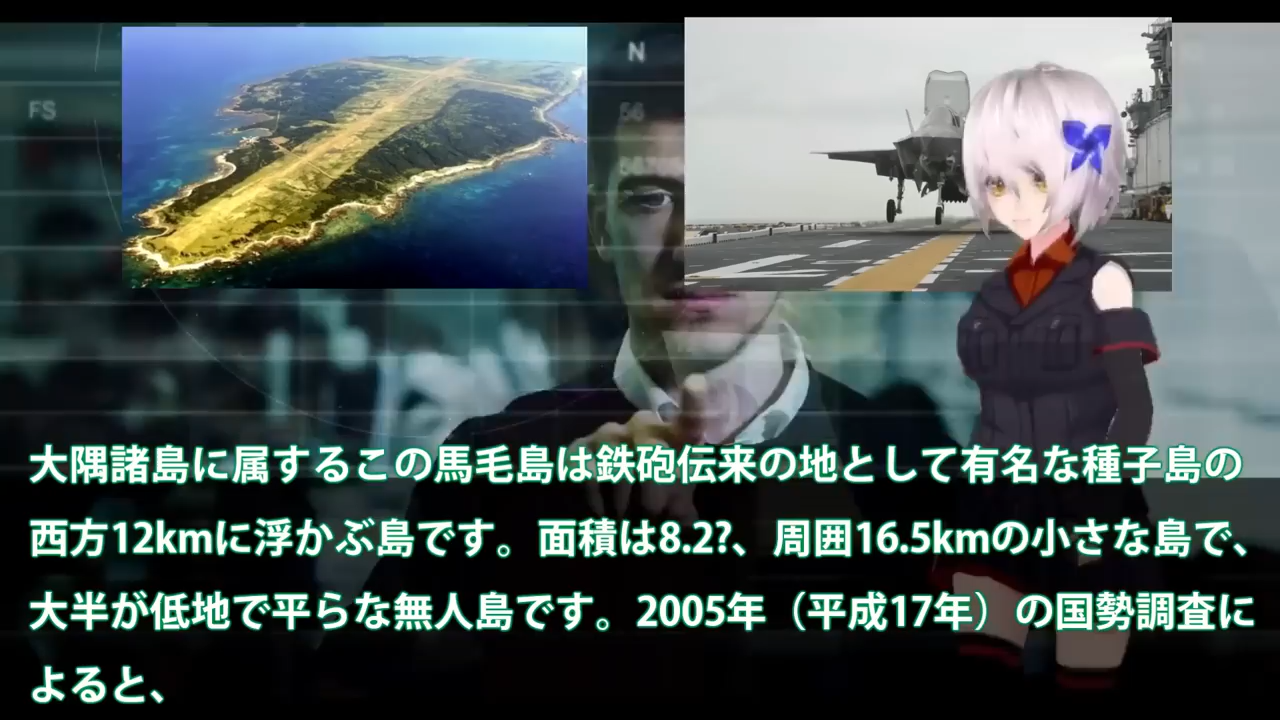 FS
N
56
大隅諸島に属するこの馬毛島は鉄砲伝来の地として有名な種子島の
西方12kmに浮かぶ島です。面積は8.2?、周囲16.5kmの小さな島で、
大半が低地で平らな無人島です。2005年（平成17年）の国勢調査に
よると、